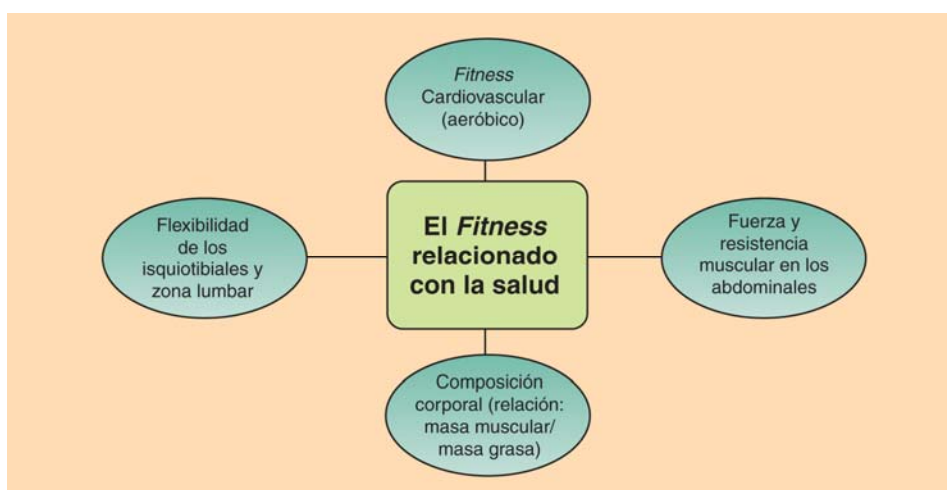 Fitness
Cardiovascular
(aeróbico)
Flexibilidad
de los
isquiotibiales y
zona lumbar
El Fitness
relacionado
con la salud
Fuerza y
resistencia
muscular en los
abdominales
Composición
corporal (relación:
masa muscular/
masa grasa)